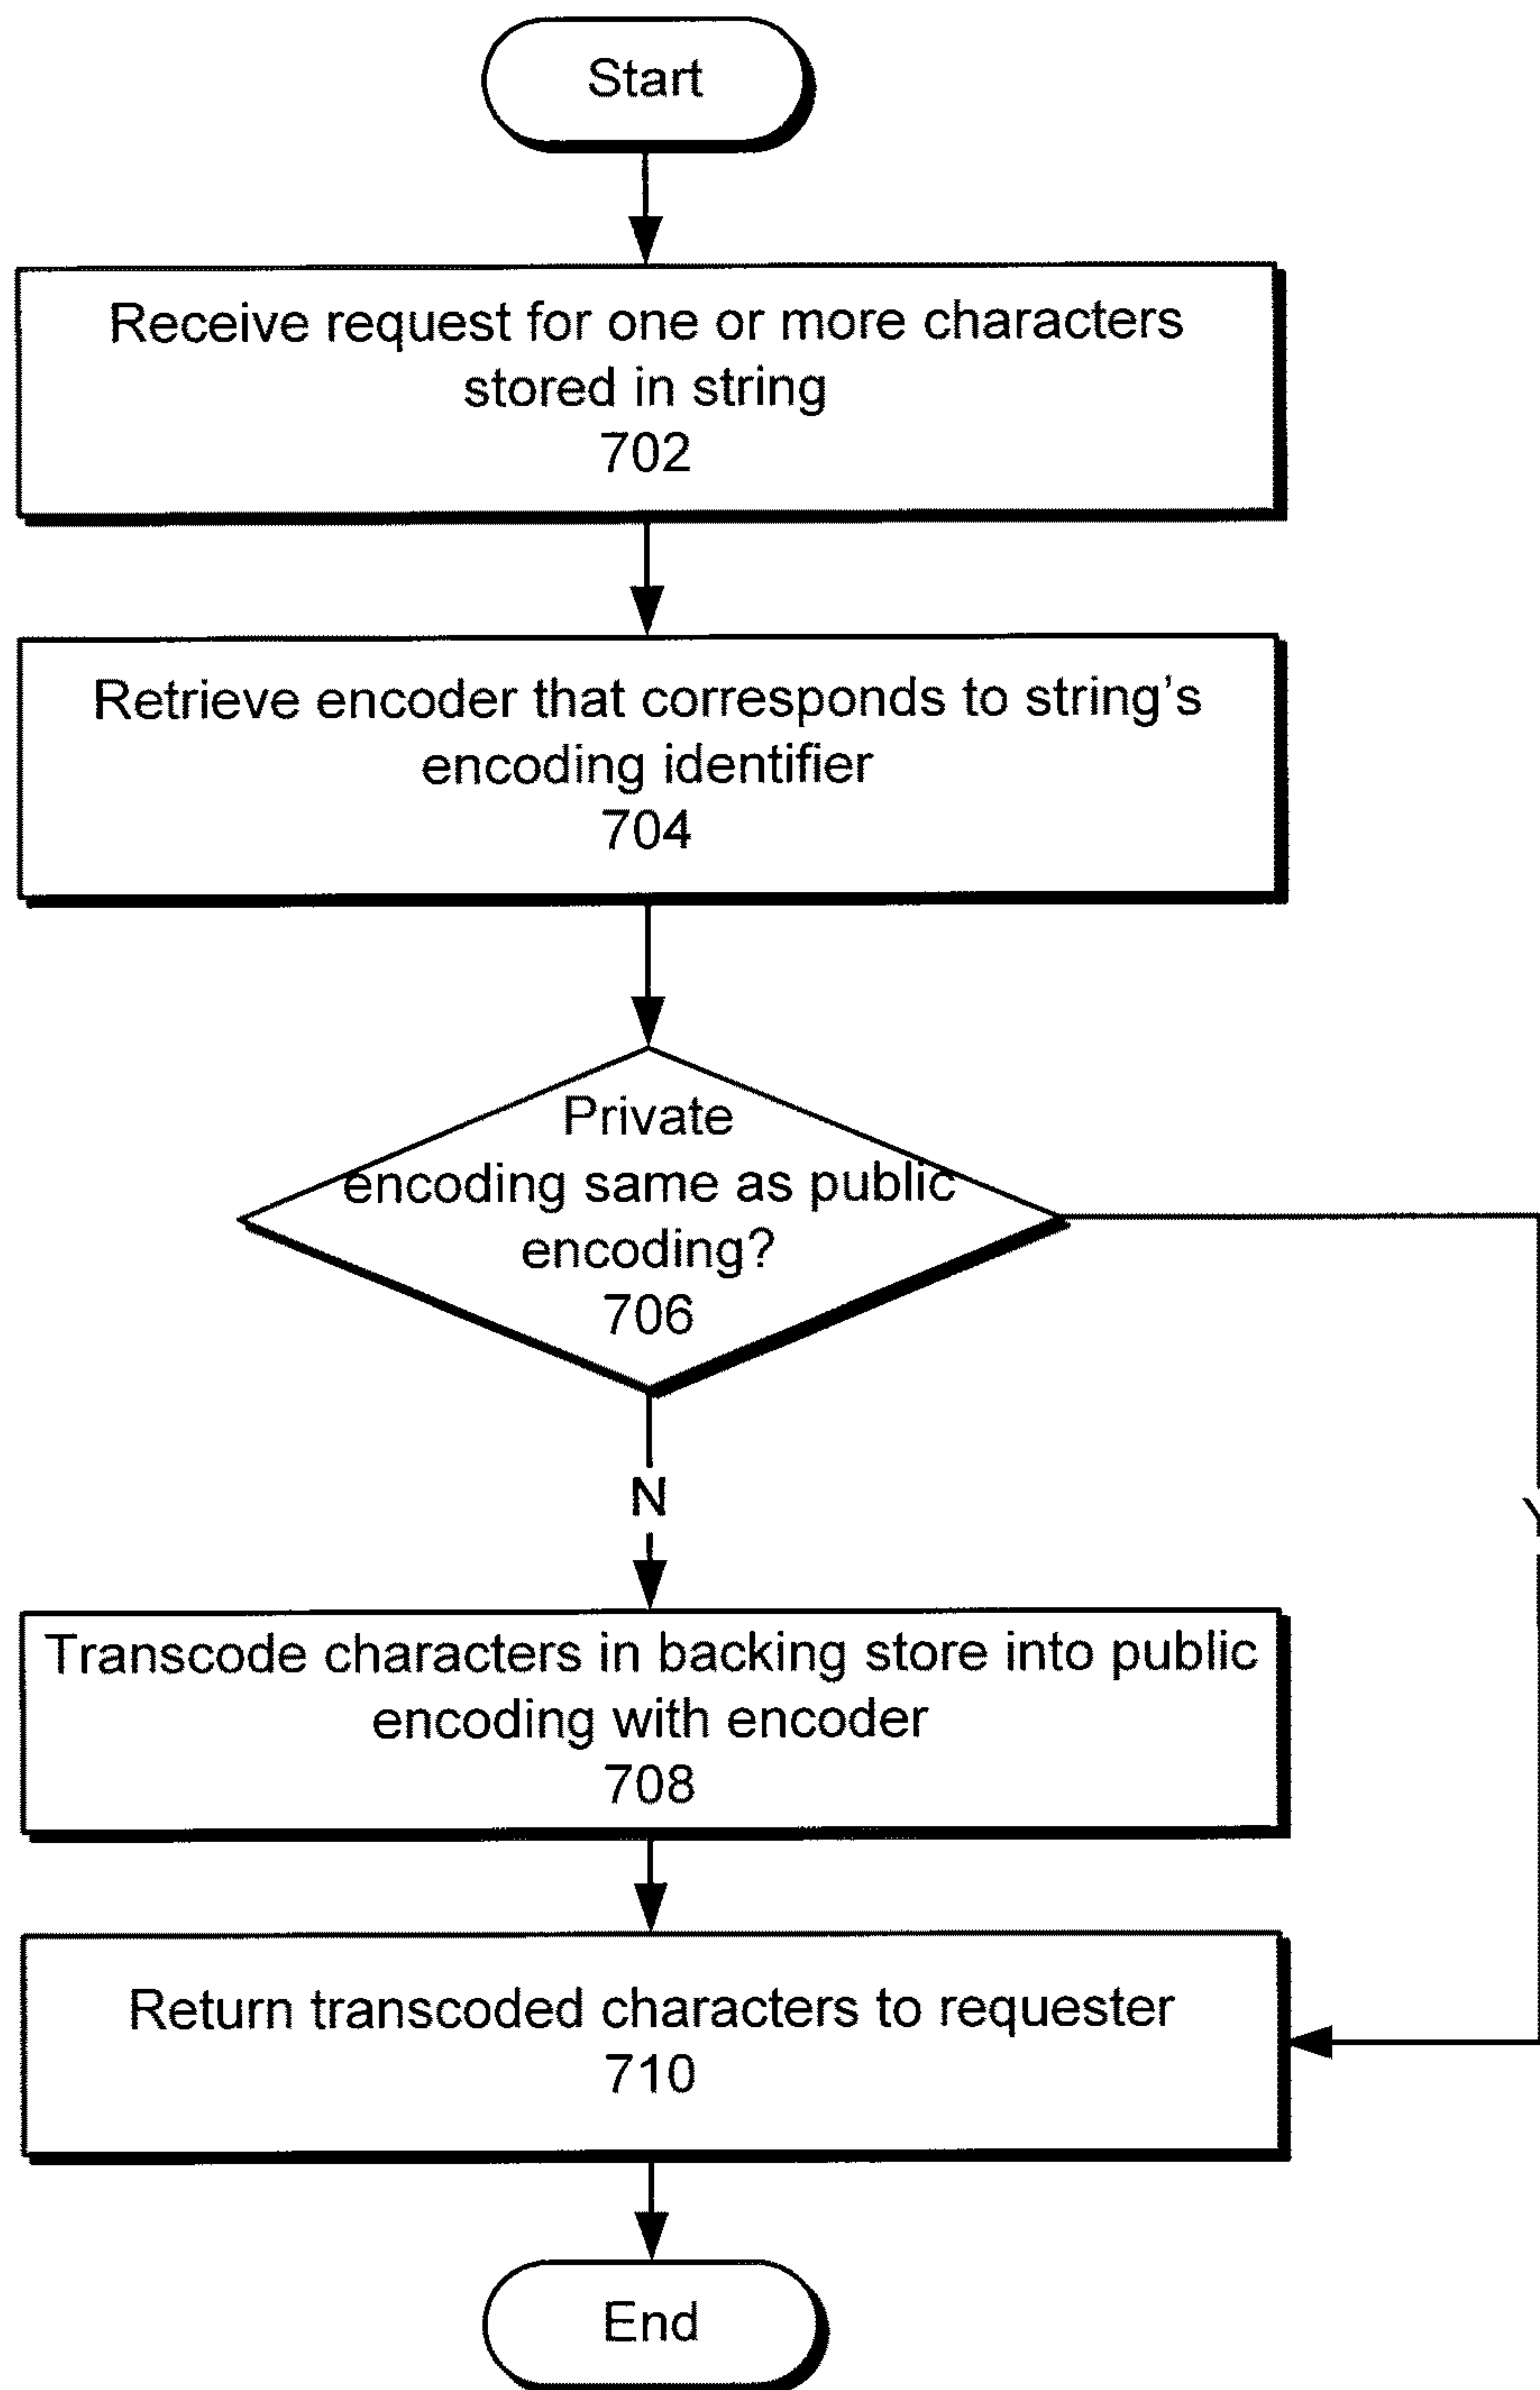 Start
Receive request for one or more characters
stored in string
702
Retrieve encoder that corresponds to string's
encoding identifier
704
Private
encoding same as public
encoding?
706
N
Y
Transcode characters in backing store into public
encoding with encoder
708
Return transcoded characters to requester
710
End